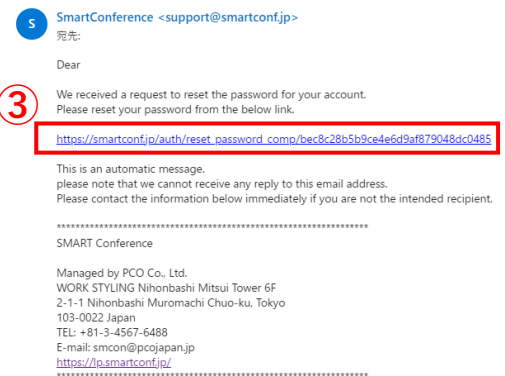 S
SmartConference <support@smartconf.jp>
宛先:
Dear
We received a request to reset the password for your account.
Please reset your password from the below link.
③
https://smartconf.jp/auth/reset_password_comp/bec8c28b5b9ce4e6d9af879048dc0485
This is an automatic message.
please note that we cannot receive any reply to this email address.
Please contact the information below immediately if you are not the intended recipient.
********************************************************************
SMART Conference
Managed by PCO Co., Ltd.
WORK STYLING Nihonbashi Mitsui Tower 6F
2-1-1 Nihonbashi Muromachi Chuo-ku, Tokyo
103-0022 Japan
TEL: +81-3-4567-6488
E-mail: smcon@pcojapan.jp
https://lp.smartconf.jp/
********************************************************************